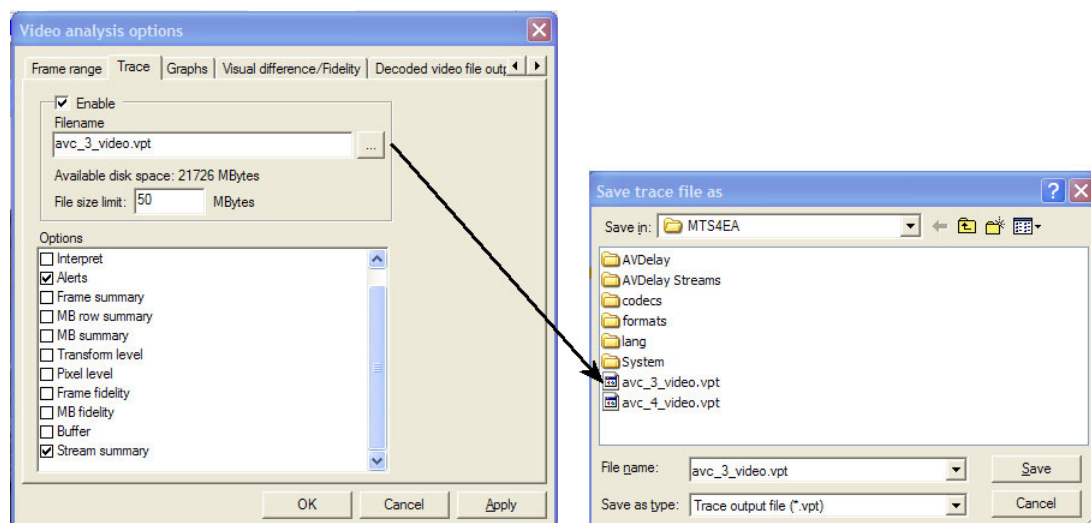 Video analysis options
Frame range Trace Graphs Visual difference/Fidelity Decoded video file outp
Enable
Filename
avc_3_video.vpt ...
Available disk space: 21726 MBytes
File size limit: 50 MBytes
Options
Interpret
Alerts
Frame summary
MB row summary
MB summary
Transform level
Pixel level
Frame fidelity
MB fidelity
Buffer
Stream summary
OK Cancel Apply
Save trace file as
Save in: MTS4EA
AVDelay
AVDelay Streams
codecs
formats
lang
System
avc_3_video.vpt
avc_4_video.vpt
File name: avc_3_video.vpt Save
Save as type: Trace output file (*.vpt) Cancel